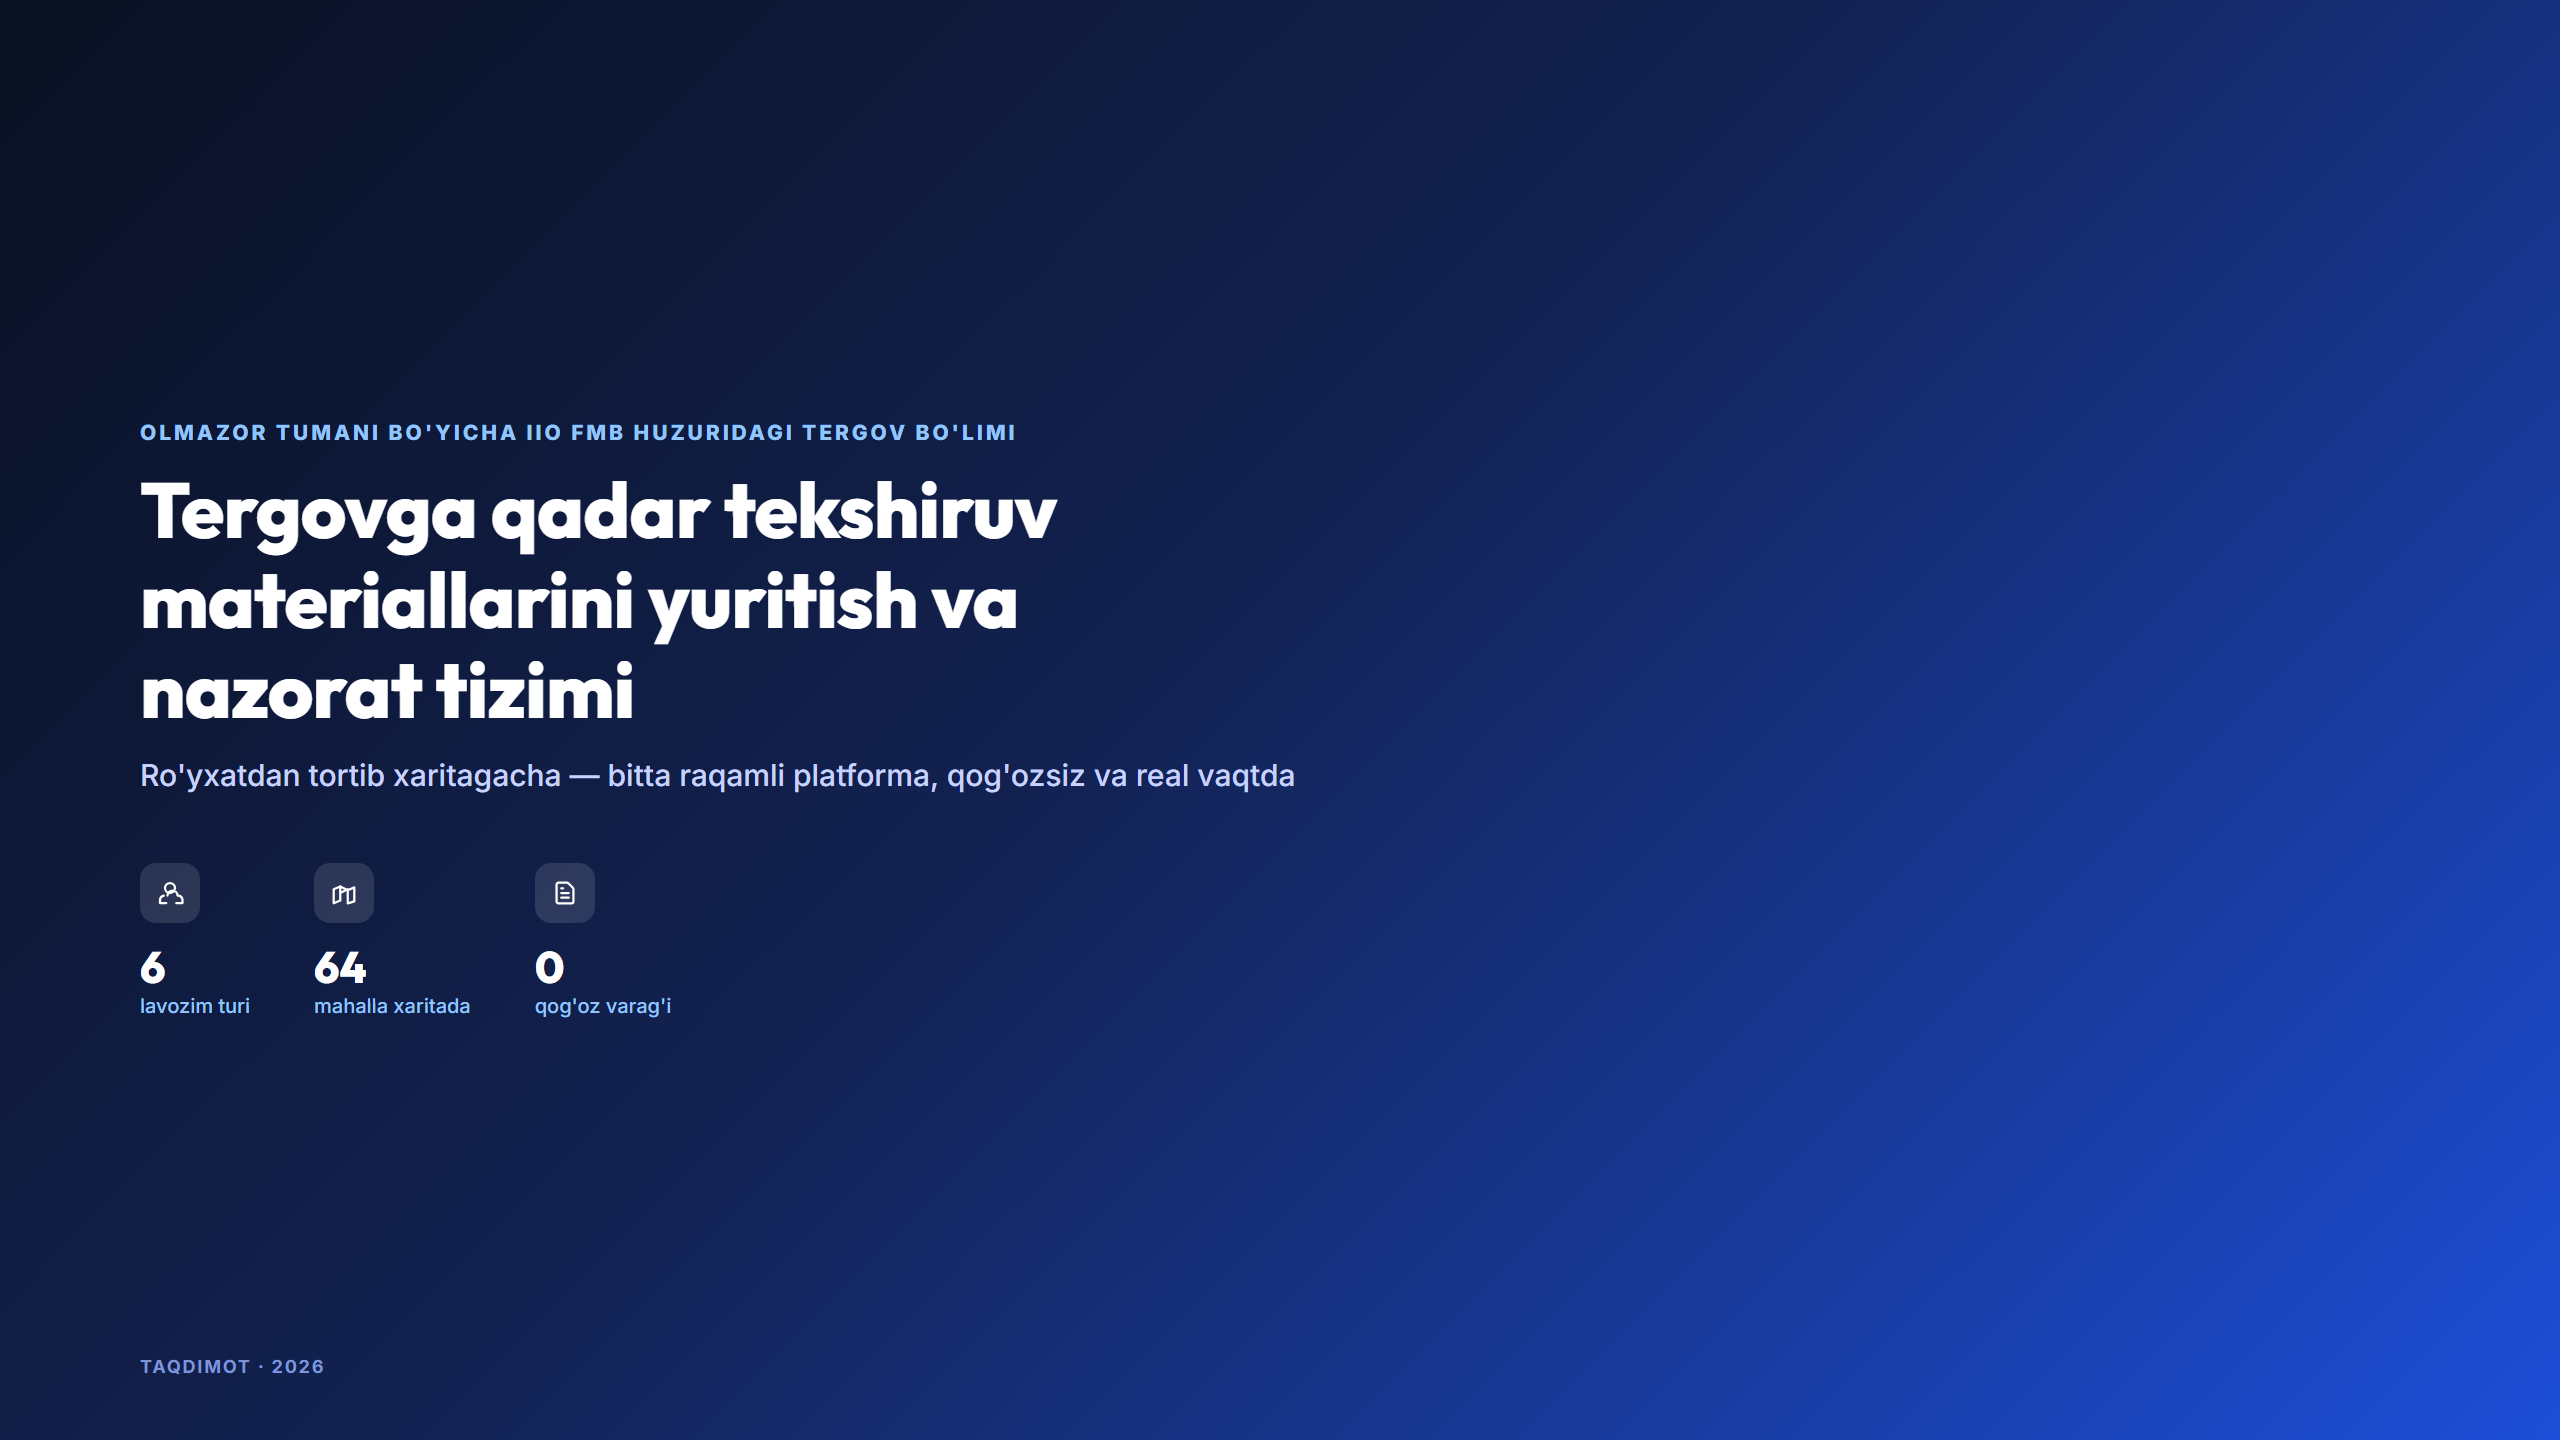 OLMAZOR TUMANI BO'YICHA IIO FMB HUZURIDAGI TERGOV BO'LIMI
Tergovga qadar tekshiruv
materiallarini yuritish va
nazorat tizimi
Ro'yxatdan tortib xaritagacha — bitta raqamli platforma, qog'ozsiz va real vaqtda
6
lavozim turi
64
mahalla xaritada
0
qog'oz varag'i
TAQDIMOT · 2026